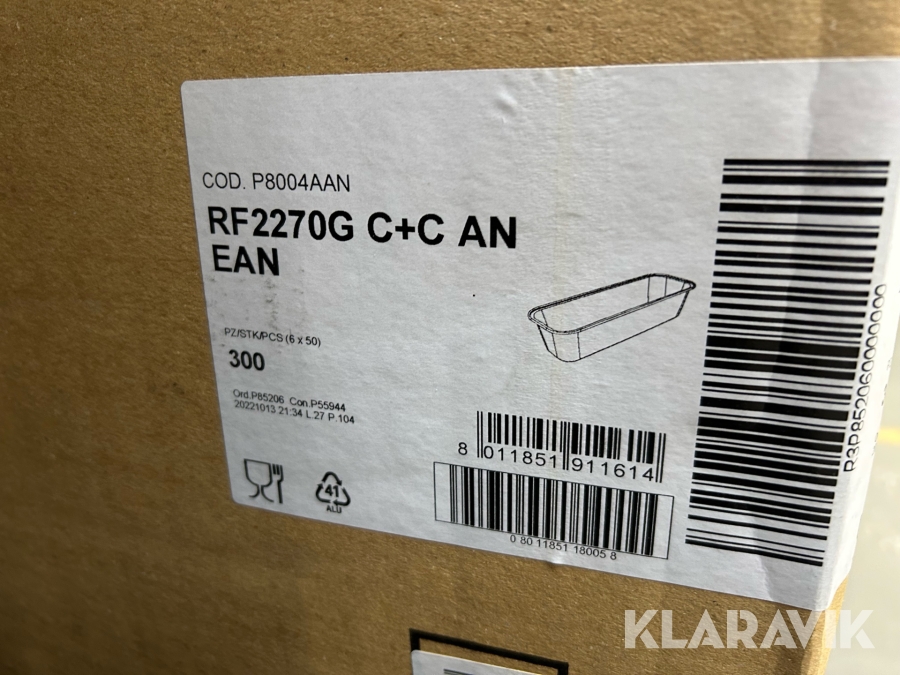 COD. P8004AAN
RF2270G C+C AN
EAN
PZ/STK/PCS (6 x 50)
300
Ord.P85206 Con.P55944
20221013 21:34 L.27 P.104
41
ALU
8 011851 911614
0 80 11851 18005 8
KLARAVIK